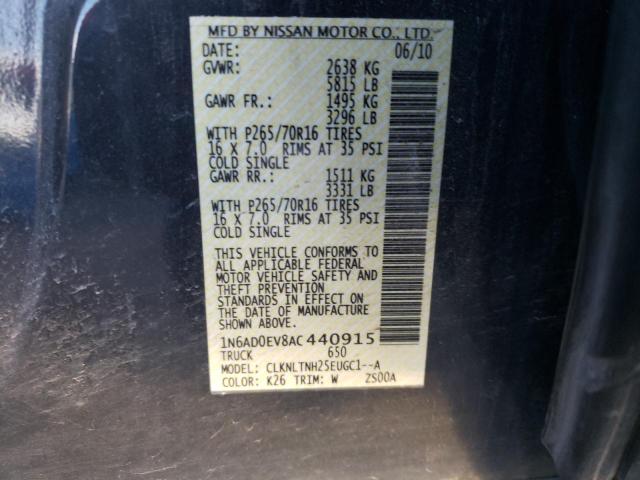 MFD BY NISSAN MOTOR CO., LTD.
DATE: 06/10
GVWR: 2638 KG
5815 LB
GAWR FR.: 1495 KG
3296 LB
WITH P265/70R16 TIRES
16 X 7.0 RIMS AT 35 PSI
COLD SINGLE
GAWR RR.: 1511 KG
3331 LB
WITH P265/70R16 TIRES
16 X 7.0 RIMS AT 35 PSI
COLD SINGLE
THIS VEHICLE CONFORMS TO
ALL APPLICABLE FEDERAL
MOTOR VEHICLE SAFETY AND
THEFT PREVENTION
STANDARDS IN EFFECT ON
THE DATE OF MANUFACTURE
SHOWN ABOVE.
1N6AD0EV8AC440915
TRUCK 650
MODEL: CLKNLTNH25EUGC1--A
COLOR: K26 TRIM: W ZS00A